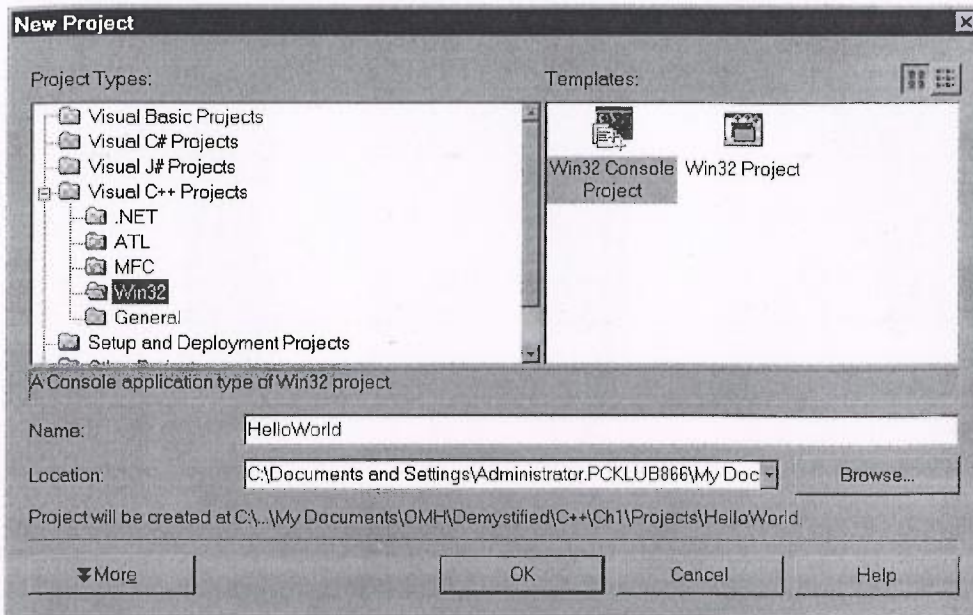 New Project
Project Types:
Templates:
Visual Basic Projects
Visual C# Projects
Visual J# Projects
Visual C++ Projects
.NET
ATL
MFC
Win32
General
Setup and Deployment Projects
Win32 Console Project
Win32 Project
A Console application type of Win32 project.
Name:
HelloWorld
Location:
C:\Documents and Settings\Administrator.PCKLUB866\My Doc
Browse...
Project will be created at C:\...\My Documents\OMH\Demystified\C++\Ch1\Projects\HelloWorld.
More
OK
Cancel
Help